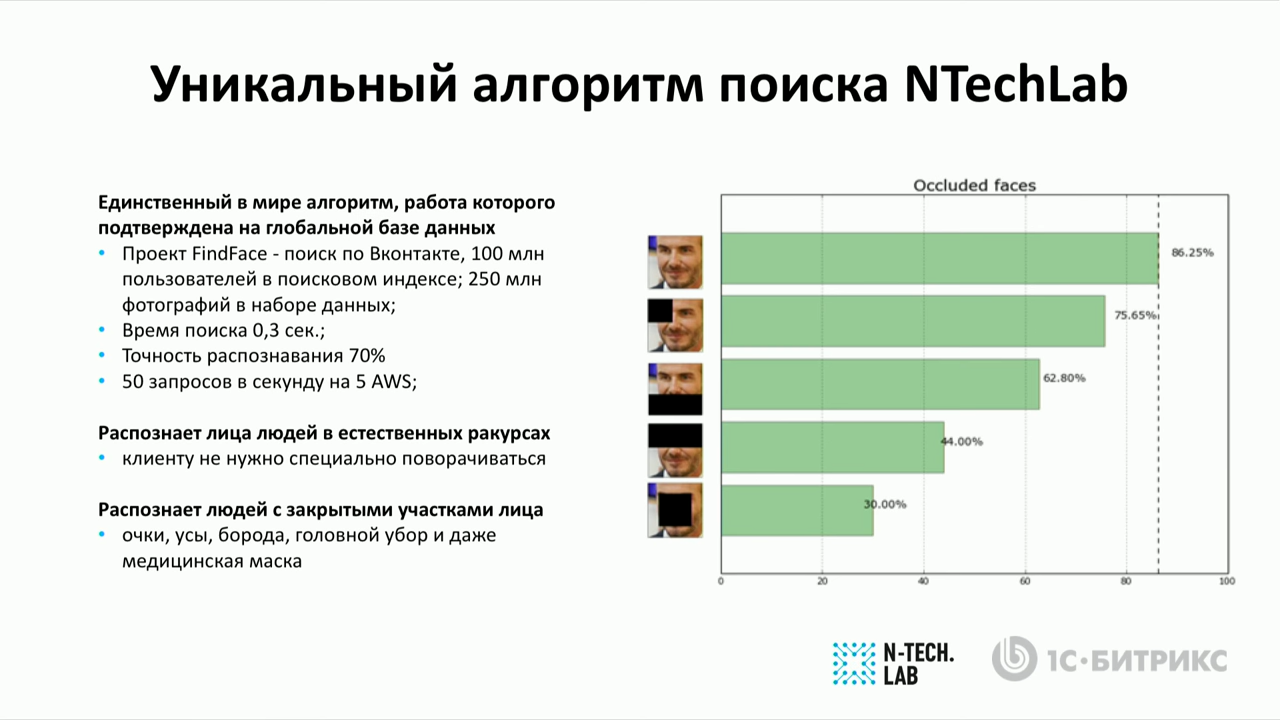 Уникальный алгоритм поиска NTechLab
Единственный в мире алгоритм, работа которого
подтверждена на глобальной базе данных
• Проект FindFace - поиск по Вконтакте, 100 млн
пользователей в поисковом индексе; 250 млн
фотографий в наборе данных;
• Время поиска 0,3 сек.;
• Точность распознавания 70%
• 50 запросов в секунду на 5 AWS;
Распознает лица людей в естественных ракурсах
• клиенту не нужно специально поворачиваться
Распознает людей с закрытыми участками лица
• очки, усы, борода, головной убор и даже
медицинская маска
Occluded faces
86.25%
75.65%
62.80%
44.00%
30.00%
0 20 40 60 80 100
N-TECH.
LAB
1С·БИТРИКС